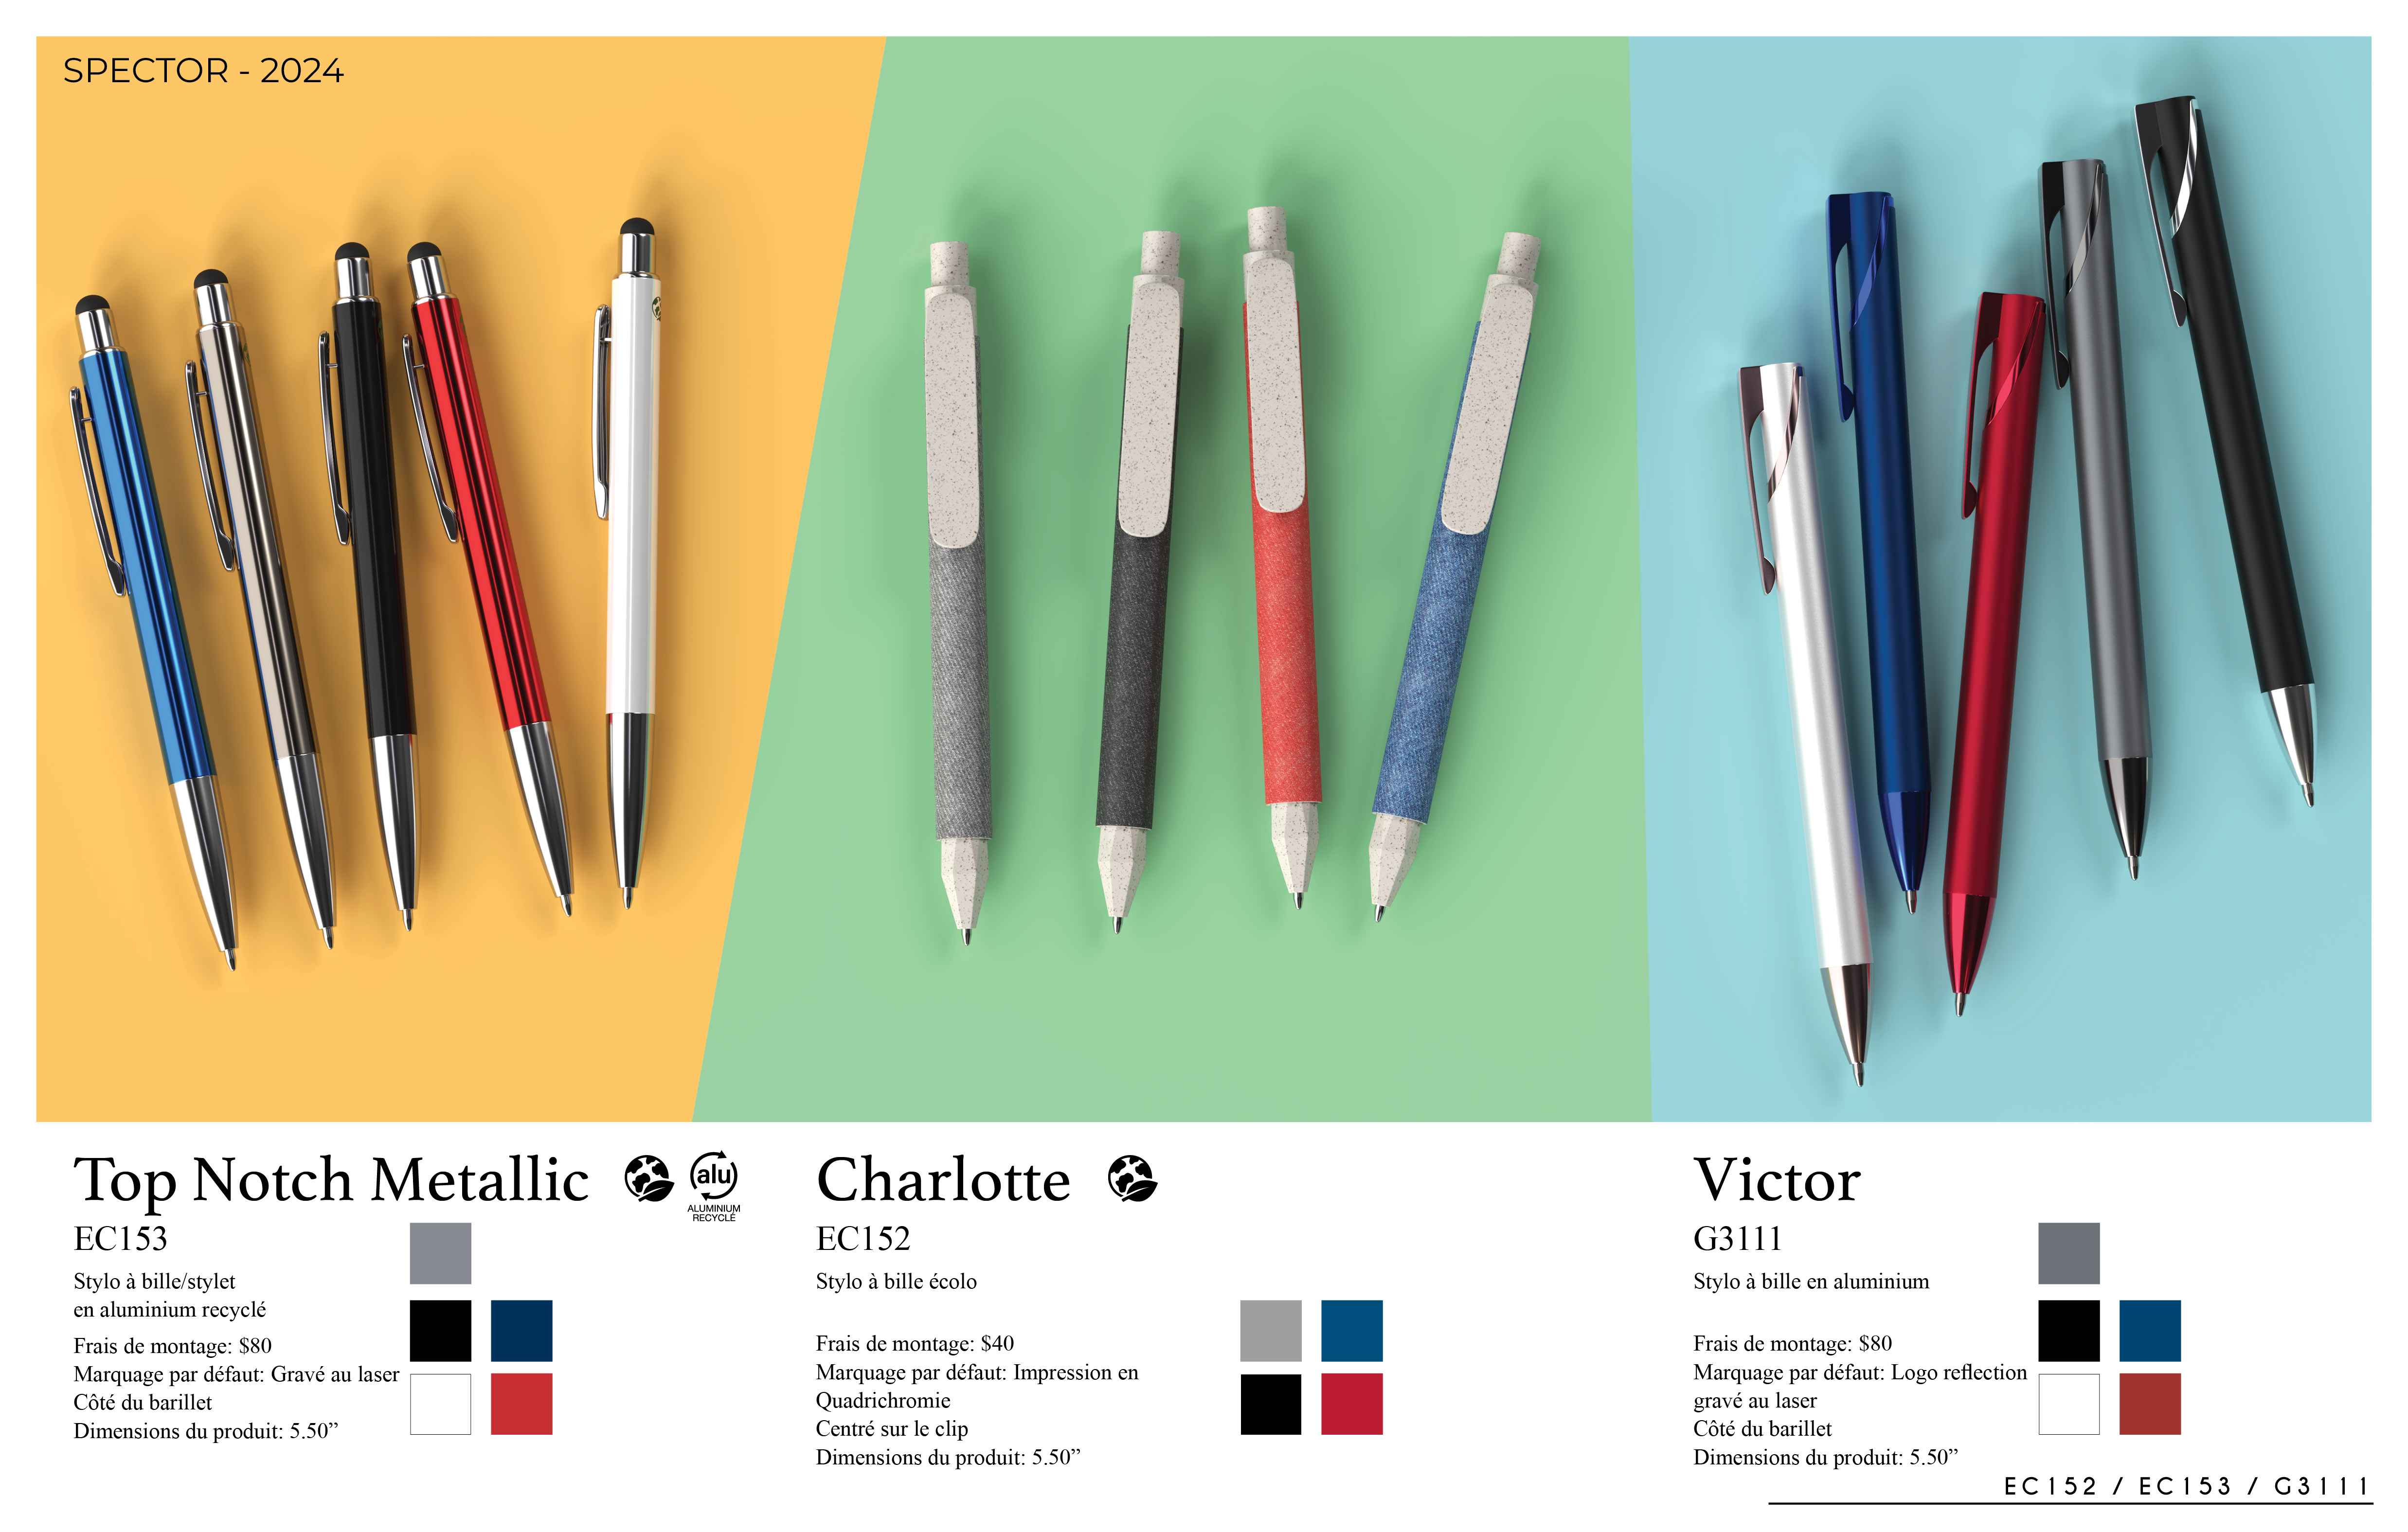 SPECTOR - 2024
Top Notch Metallic
alu
ALUMINIUM
RECYCLÉ
EC153
Stylo à bille/stylet
en aluminium recyclé
Frais de montage: $80
Marquage par défaut: Gravé au laser
Côté du barillet
Dimensions du produit: 5.50”
Charlotte
EC152
Stylo à bille écolo
Frais de montage: $40
Marquage par défaut: Impression en
Quadrichromie
Centré sur le clip
Dimensions du produit: 5.50”
Victor
G3111
Stylo à bille en aluminium
Frais de montage: $80
Marquage par défaut: Logo reflection
gravé au laser
Côté du barillet
Dimensions du produit: 5.50”
EC152 / EC153 / G3111